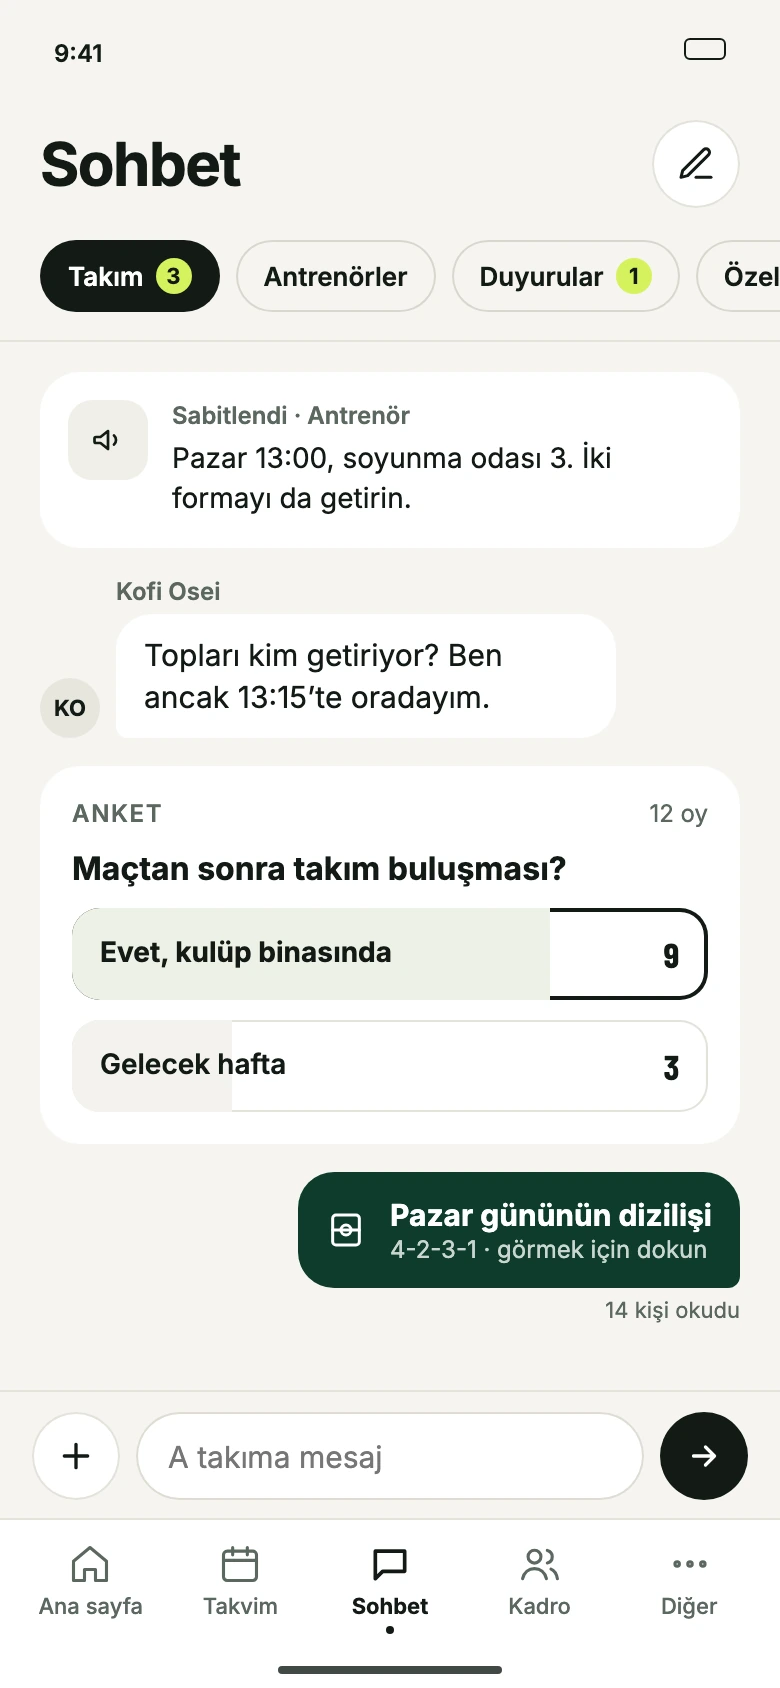 9:41
Sohbet
Takım 3
Antrenörler
Duyurular 1
Özel
Sabitlendi · Antrenör
Pazar 13:00, soyunma odası 3. İki
formayı da getirin.
Kofi Osei
Topları kim getiriyor? Ben
ancak 13:15’te oradayım.
KO
ANKET
12 oy
Maçtan sonra takım buluşması?
Evet, kulüp binasında
9
Gelecek hafta
3
Pazar gününün dizilişi
4-2-3-1 · görmek için dokun
14 kişi okudu
A takıma mesaj
Ana sayfa
Takvim
Sohbet
Kadro
Diğer